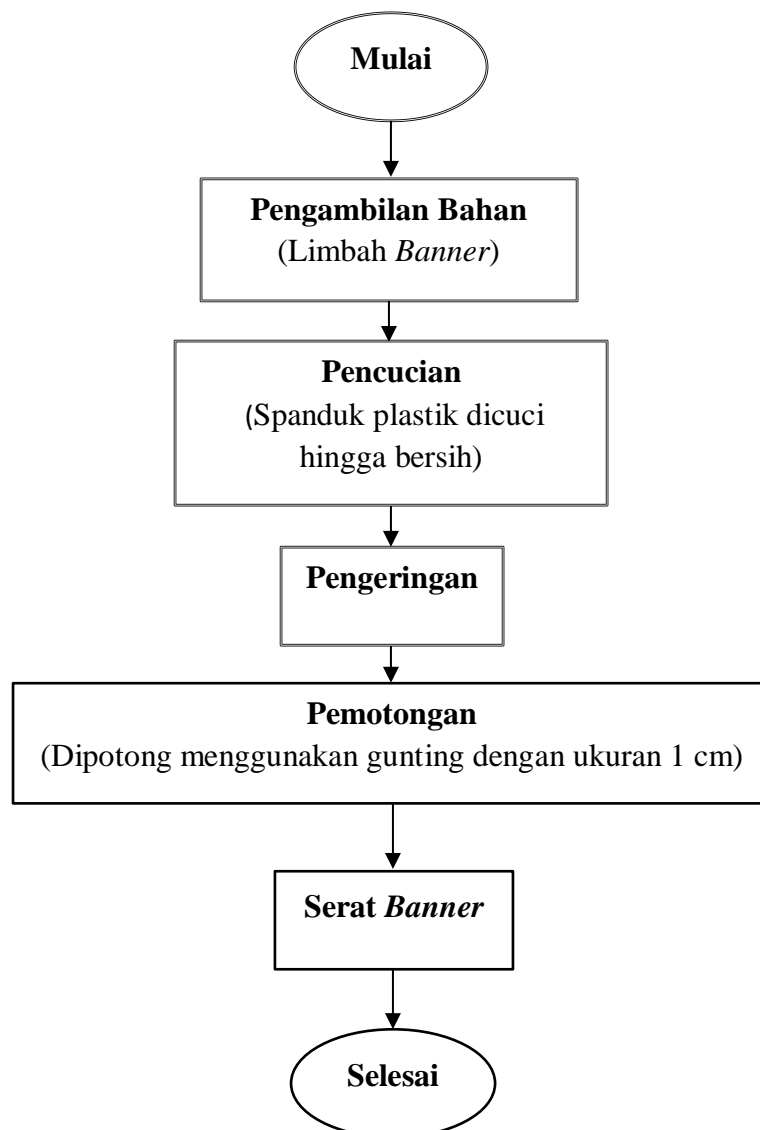 Mulai
Pengambilan Bahan
(Limbah Banner)
Pencucian
(Spanduk plastik dicuci
hingga bersih)
Pengeringan
Pemotongan
(Dipotong menggunakan gunting dengan ukuran 1 cm)
Serat Banner
Selesai